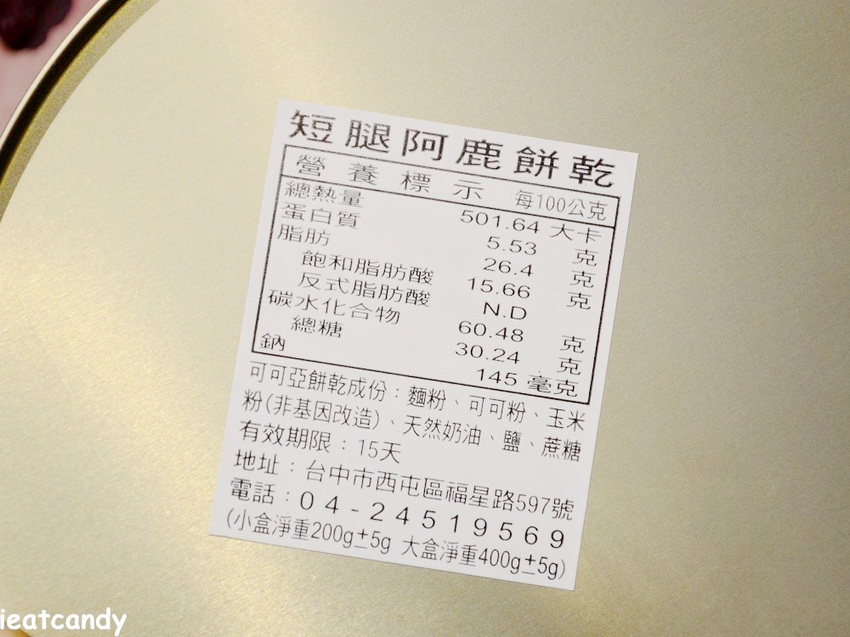 短腿阿鹿餅乾
營養標示 每100公克
總熱量 501.64 大卡
蛋白質 5.53 克
脂肪 26.4 克
飽和脂肪酸 15.66 克
反式脂肪酸 N.D
碳水化合物 60.48 克
總糖 30.24 克
鈉 145 毫克
可可亞餅乾成份：麵粉、可可粉、玉米
粉(非基因改造)、天然奶油、鹽、蔗糖
有效期限：15天
地址：台中市西屯區福星路597號
電話：04-24519569
(小盒淨重200g±5g 大盒淨重400g±5g)
ieatcandy